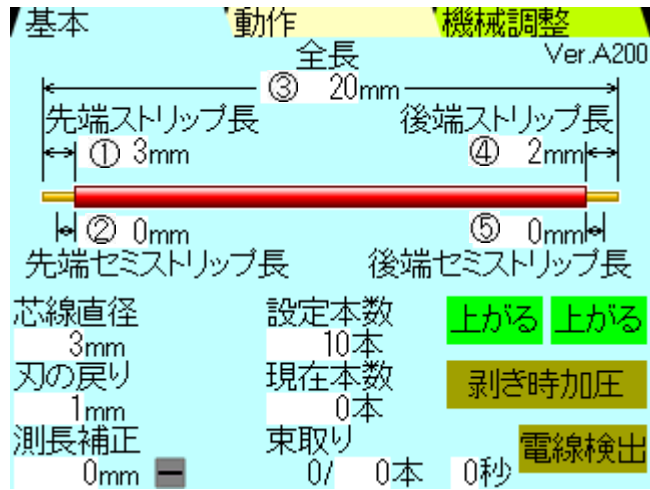 基本 動作 機械調整
全長 Ver.A200
③ 20mm
先端ストリップ長 後端ストリップ長
① 3mm ④ 2mm
② 0mm ⑤ 0mm
先端セミストリップ長 後端セミストリップ長
芯線直径 設定本数 上がる 上がる
3mm 10本
刃の戻り 現在本数 剥ぎ時加圧
1mm 0本
測長補正 束取り 電線検出
0mm ー 0/ 0本 0秒